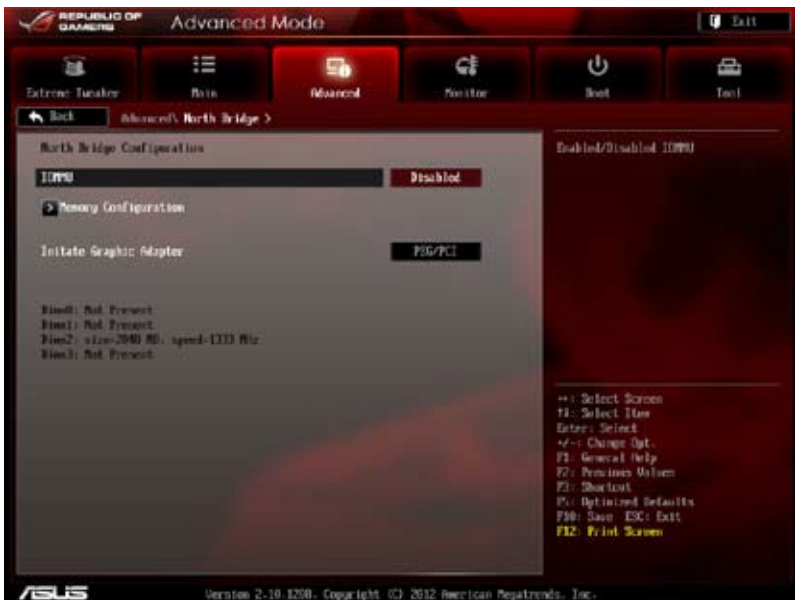 REPUBLIC OF
GAMERS
Advanced Mode
Exit
Extreme Tweaker
Main
Advanced
Monitor
Boot
Tool
Back
Advanced\ North Bridge >
North Bridge Configuration
IOMMU
Disabled
> Memory Configuration
Initate Graphic Adapter
PEG/PCI
Dimm0: Not Present
Dimm1: Not Present
Dimm2: size=2048 MB, speed=1333 MHz
Dimm3: Not Present
Enabled/Disabled IOMMU
→←: Select Screen
↑↓: Select Item
Enter: Select
+/-: Change Opt.
F1: General Help
F2: Previous Values
F3: Shortcut
F5: Optimized Defaults
F10: Save ESC: Exit
F12: Print Screen
ASUS
Version 2.10.1208. Copyright (C) 2012 American Megatrends, Inc.